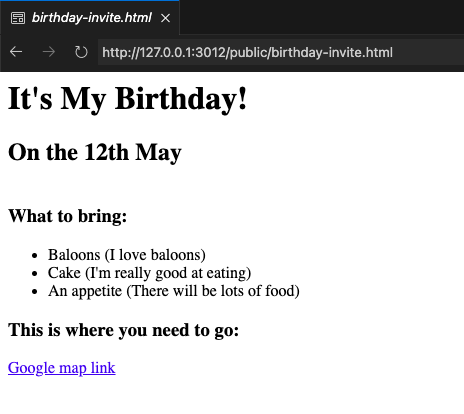 birthday-invite.html
http://127.0.0.1:3012/public/birthday-invite.html
It's My Birthday!
On the 12th May
What to bring:
Baloons (I love baloons)
Cake (I'm really good at eating)
An appetite (There will be lots of food)
This is where you need to go:
Google map link